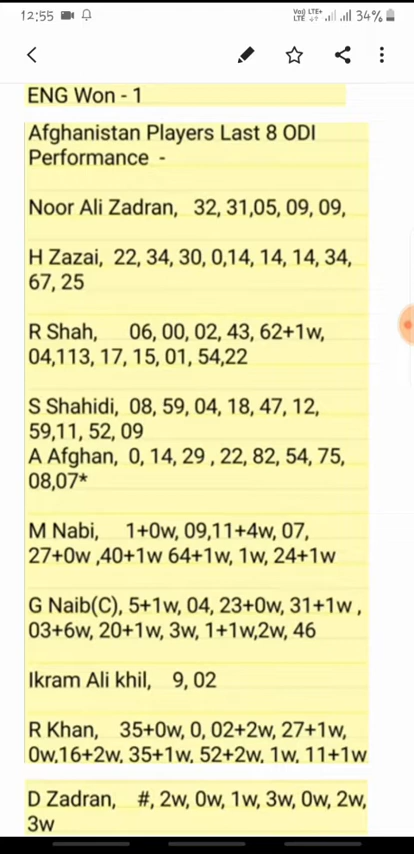 12:55
Vo) LTE+
LTE
34%
ENG Won - 1
Afghanistan Players Last 8 ODI
Performance -
Noor Ali Zadran, 32, 31,05, 09, 09,
H Zazai, 22, 34, 30, 0,14, 14, 14, 34,
67, 25
R Shah, 06, 00, 02, 43, 62+1w,
04,113, 17, 15, 01, 54,22
S Shahidi, 08, 59, 04, 18, 47, 12,
59,11, 52, 09
A Afghan, 0, 14, 29 , 22, 82, 54, 75,
08,07*
M Nabi, 1+0w, 09,11+4w, 07,
27+0w ,40+1w 64+1w, 1w, 24+1w
G Naib(C), 5+1w, 04, 23+0w, 31+1w ,
03+6w, 20+1w, 3w, 1+1w,2w, 46
Ikram Ali khil, 9, 02
R Khan, 35+0w, 0, 02+2w, 27+1w,
0w,16+2w, 35+1w, 52+2w, 1w, 11+1w
D Zadran, #, 2w, 0w, 1w, 3w, 0w, 2w,
3w